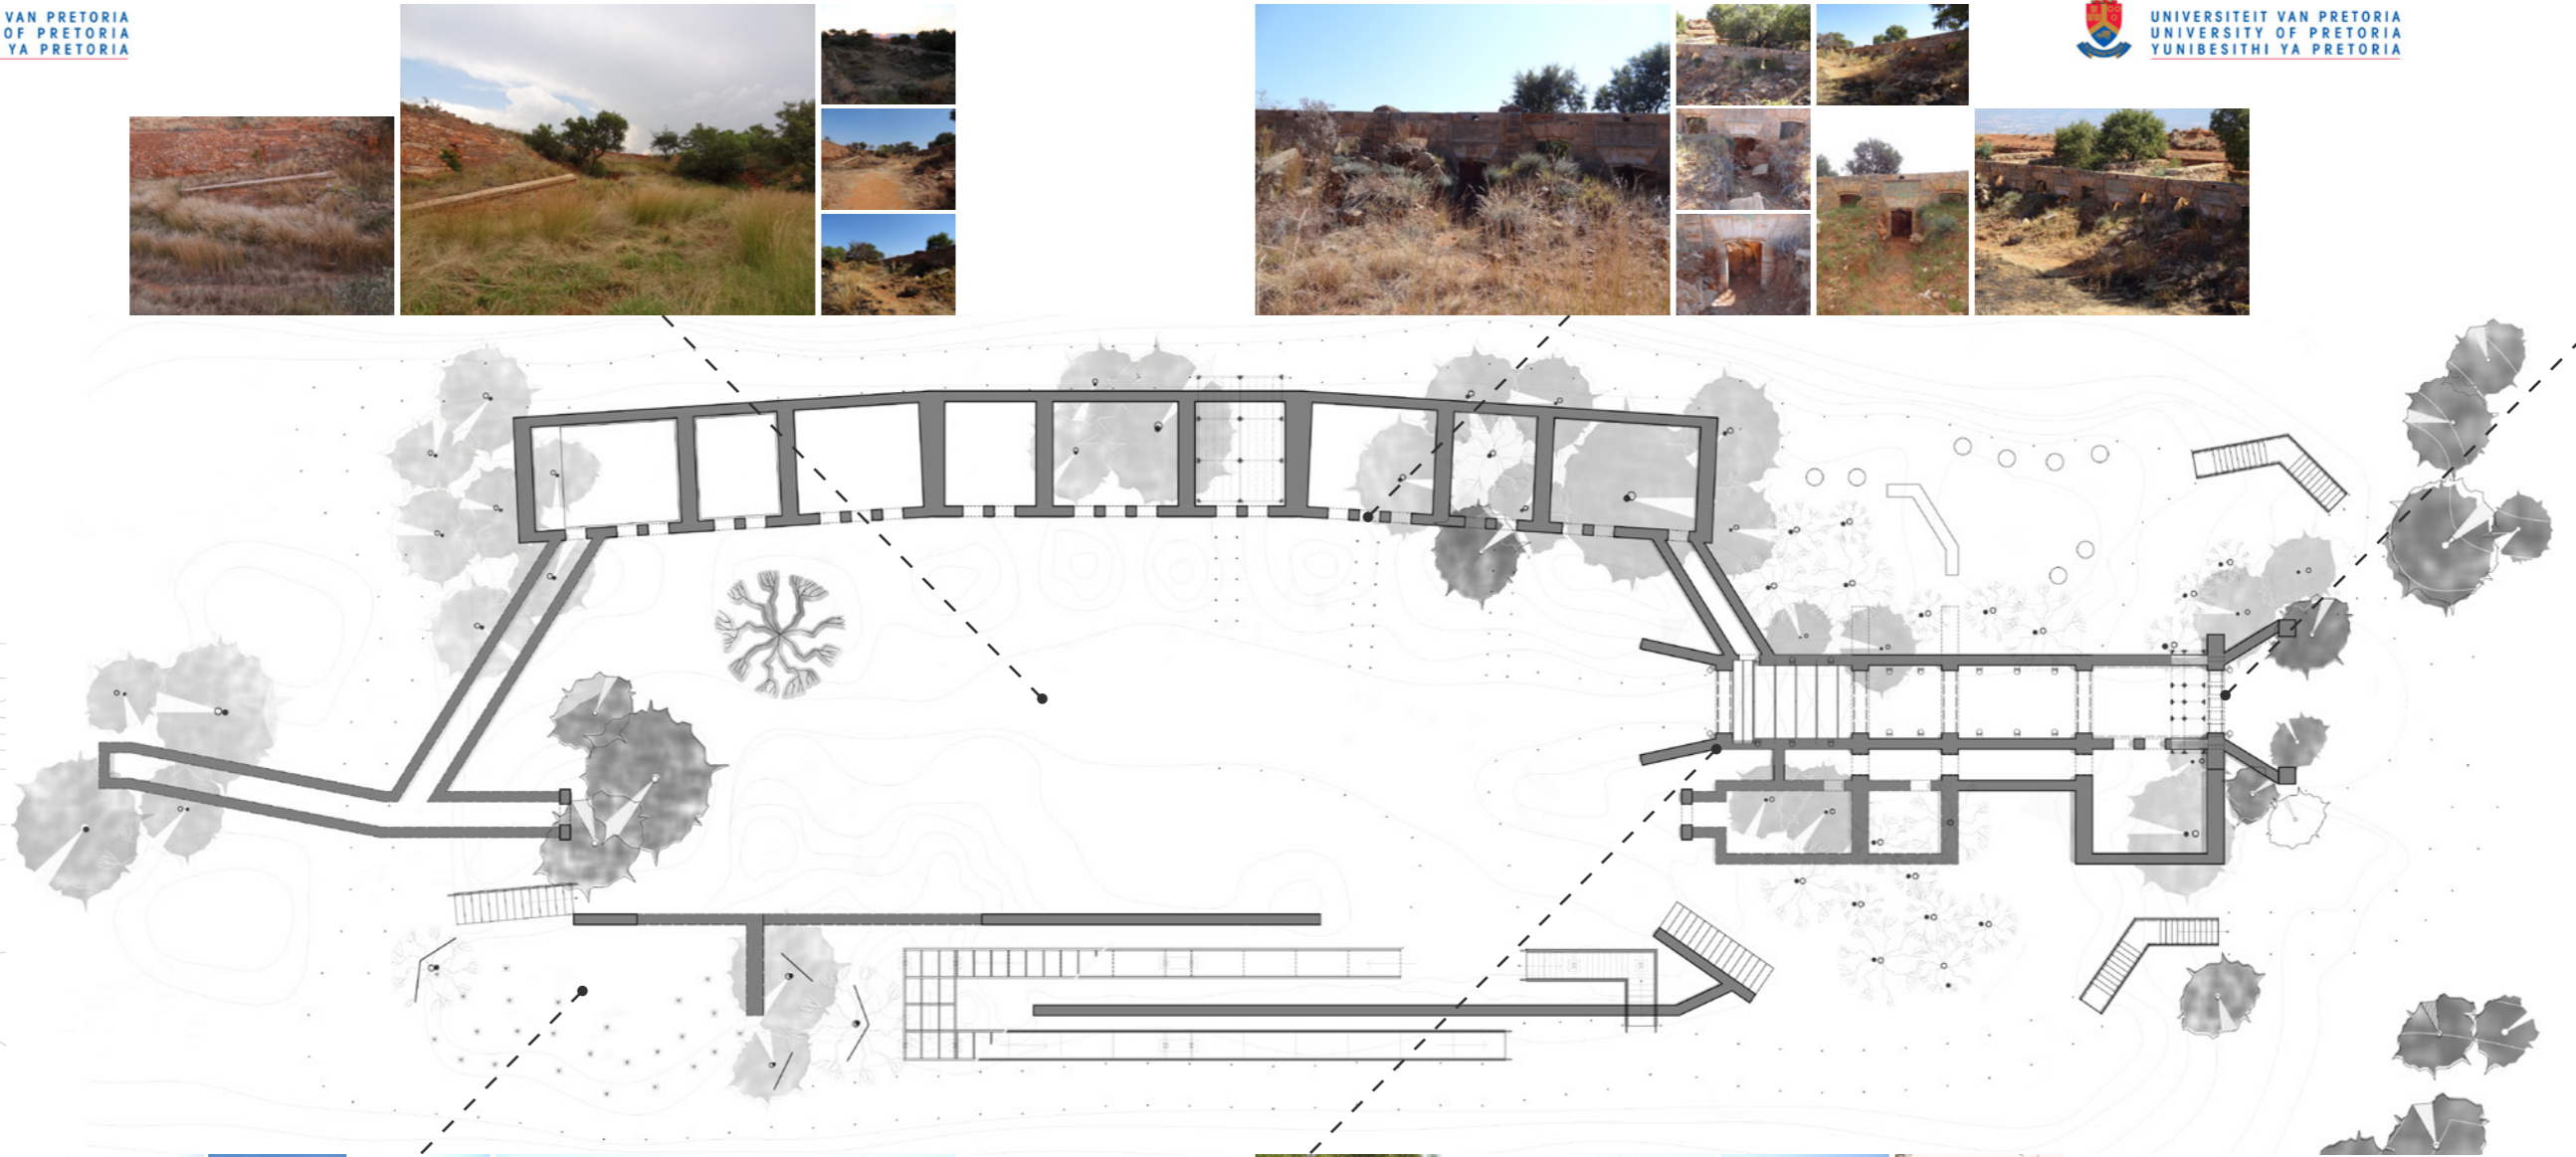 VAN PRETORIA
OF PRETORIA
YA PRETORIA
UNIVERSITEIT VAN PRETORIA
UNIVERSITY OF PRETORIA
YUNIBESITHI YA PRETORIA